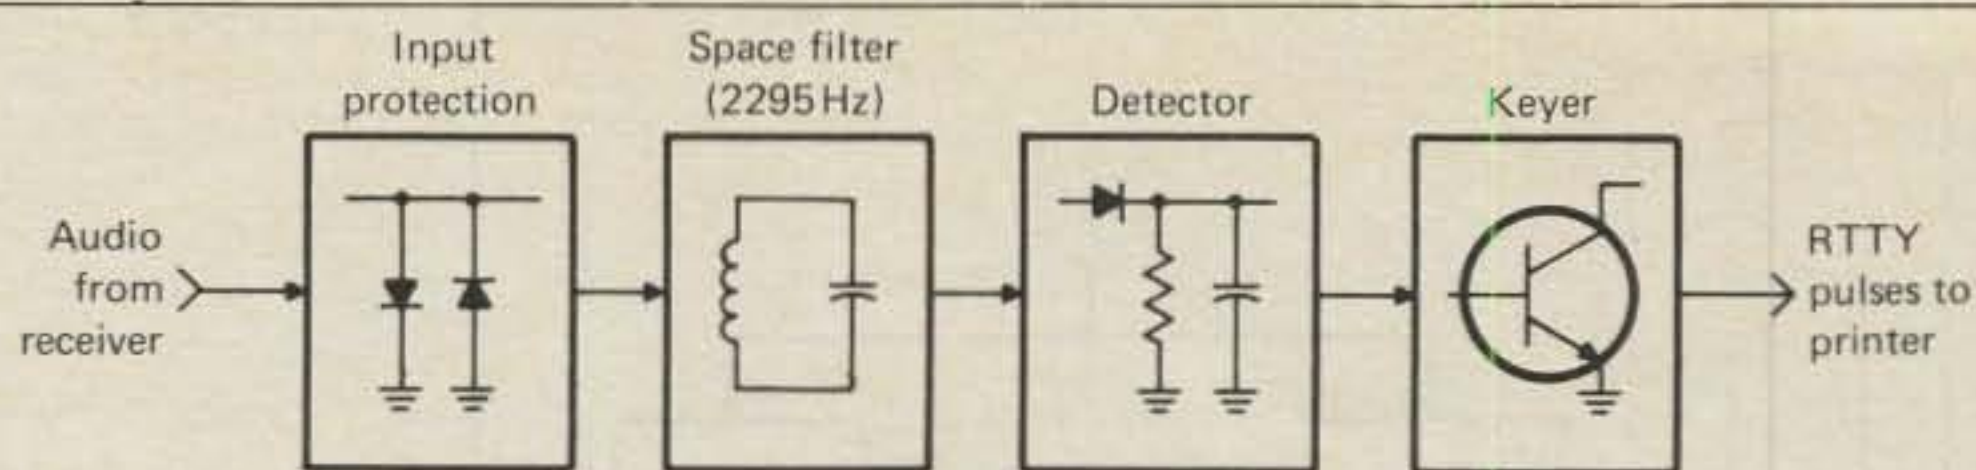 Input
protection
Space filter
(2295 Hz)
Detector
Keyer
Audio
from
receiver
RTTY
pulses to
printer